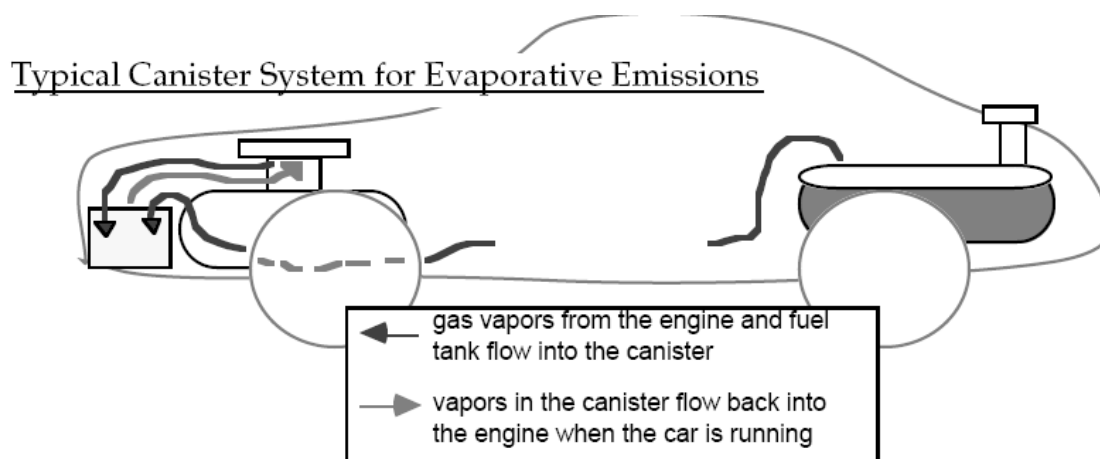 Typical Canister System for Evaporative Emissions
gas vapors from the engine and fuel
tank flow into the canister
vapors in the canister flow back into
the engine when the car is running